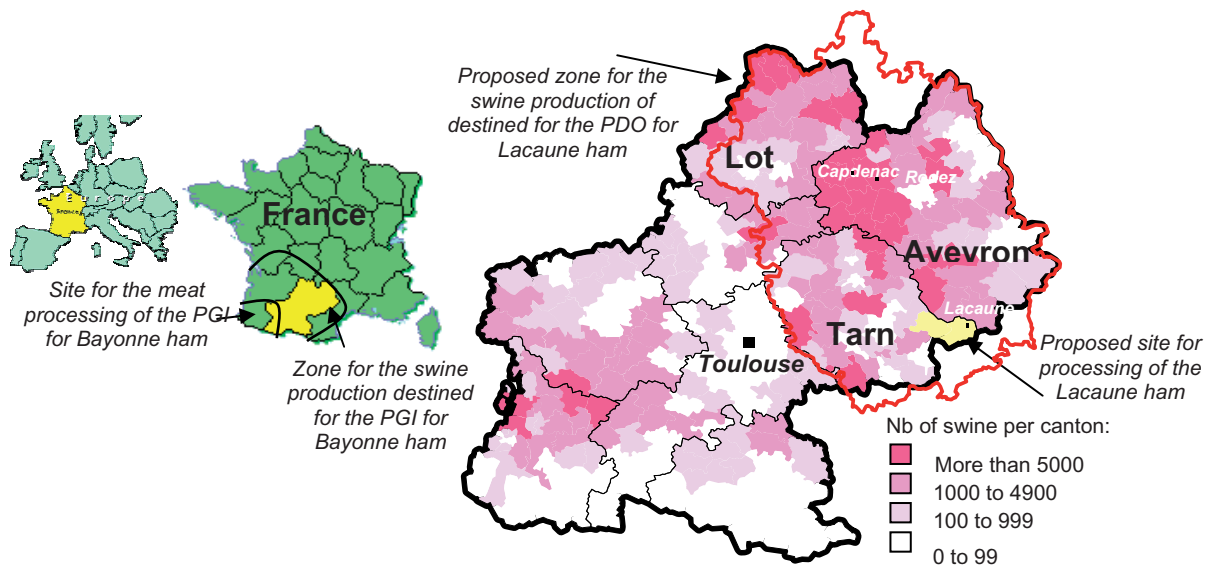 Proposed zone for the
swine production of
destined for the PDO for
Lacaune ham
France
Site for the meat
processing of the PGI
for Bayonne ham
Zone for the swine
production destined
for the PGI for
Bayonne ham
Lot
Capdenac
Rodez
Avevron
Lacaune
Tarn
Toulouse
Proposed site for
processing of the
Lacaune ham
Nb of swine per canton:
More than 5000
1000 to 4900
100 to 999
0 to 99